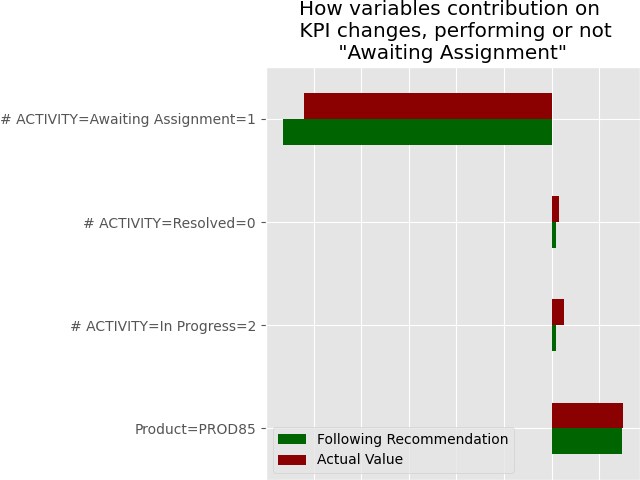 How variables contribution on
KPI changes, performing or not
"Awaiting Assignment"
# ACTIVITY=Awaiting Assignment=1
# ACTIVITY=Resolved=0
# ACTIVITY=In Progress=2
Product=PROD85
Following Recommendation
Actual Value